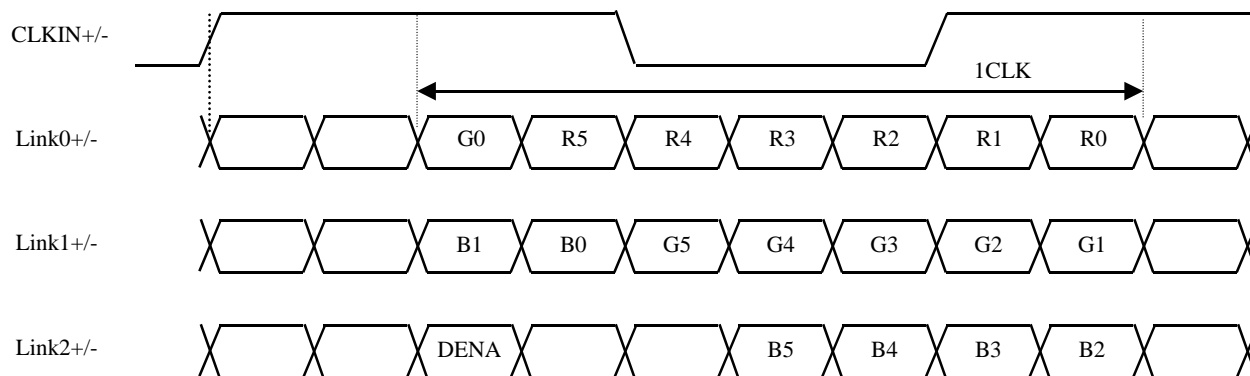 CLKIN+/-
1CLK
Link0+/- G0 R5 R4 R3 R2 R1 R0
Link1+/- B1 B0 G5 G4 G3 G2 G1
Link2+/- DENA B5 B4 B3 B2